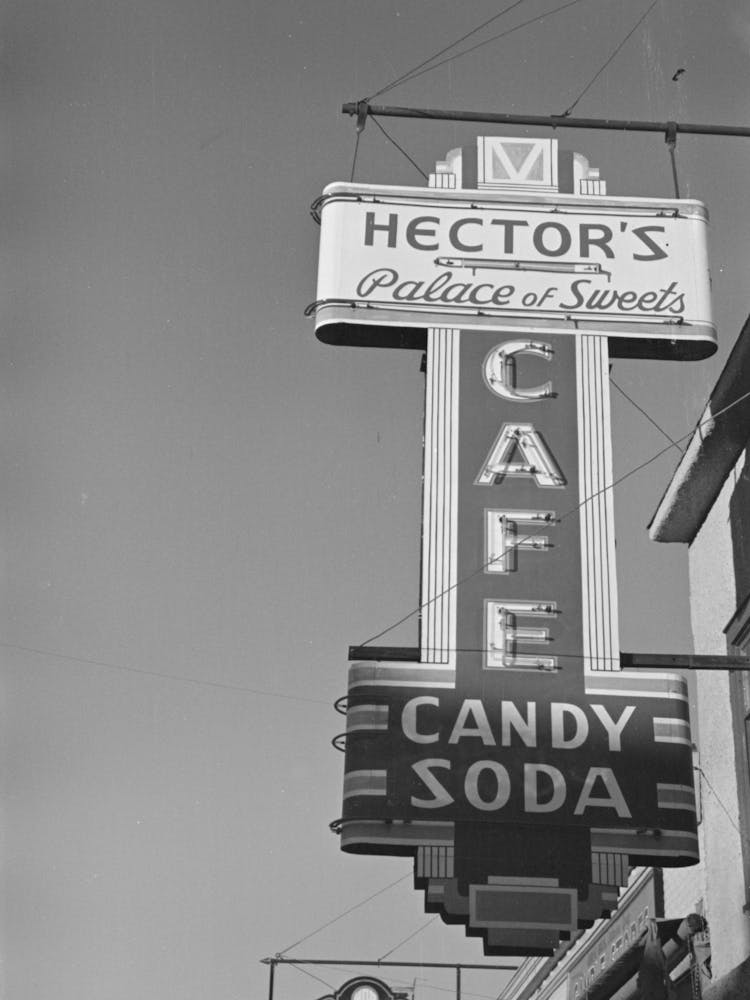 HECTOR'S
Palace of Sweets
CAFE
CANDY
SODA